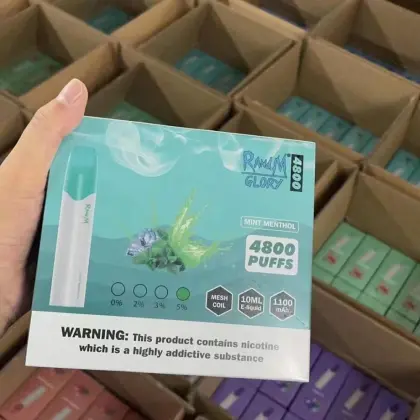 RandM
GLORY
4800
MINT MENTHOL
4800
PUFFS
RandM
0% 2% 3% 5%
MESH
COIL
10ML
E-liquid
1100
mAh
WARNING: This product contains nicotine
which is a highly addictive substance